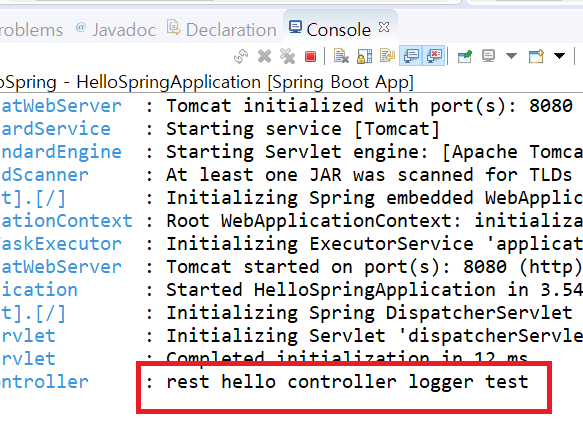 roblems Javadoc Declaration Console
oSpring - HelloSpringApplication [Spring Boot App]
atWebServer : Tomcat initialized with port(s): 8080
ardService : Starting service [Tomcat]
ndardEngine : Starting Servlet engine: [Apache Tomca
dScanner : At least one JAR was scanned for TLDs
t].[/] : Initializing Spring embedded WebApplic
ationContext : Root WebApplicationContext: initializa
askExecutor : Initializing ExecutorService 'applicat
atWebServer : Tomcat started on port(s): 8080 (http)
ication : Started HelloSpringApplication in 3.54
t].[/] : Initializing Spring DispatcherServlet
rvlet : Initializing Servlet 'dispatcherServle
rvlet : Completed initialization in 12 ms
ontroller : rest hello controller logger test